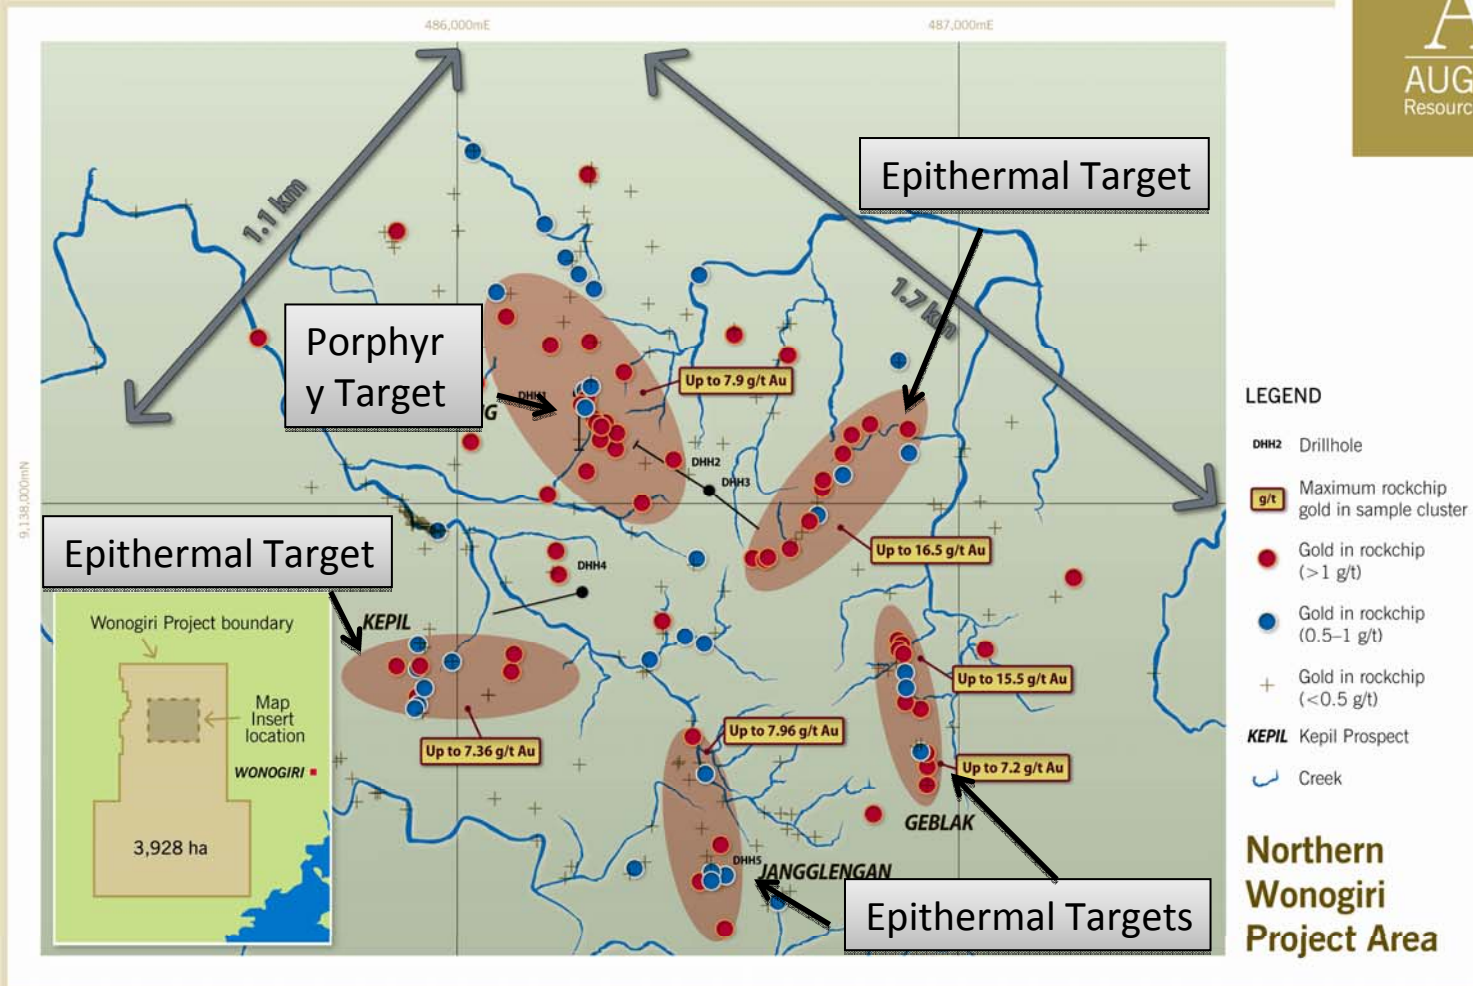 486,000mE
487,000mE
A
AUG
Resourc
Epithermal Target
1.1 km
1.7 km
Porphyr
y Target
Up to 7.9 g/t Au
DHH1
G
DHH2
DHH3
9,138,000mN
Up to 16.5 g/t Au
Epithermal Target
DHH4
KEPIL
Up to 15.5 g/t Au
Up to 7.96 g/t Au
Up to 7.36 g/t Au
Up to 7.2 g/t Au
GEBLAK
DHH5
JANGGLENGAN
Epithermal Targets
Wonogiri Project boundary
Map
Insert
location
WONOGIRI
3,928 ha
LEGEND
DHH2 Drillhole
g/t Maximum rockchip
gold in sample cluster
Gold in rockchip
(>1 g/t)
Gold in rockchip
(0.5–1 g/t)
Gold in rockchip
(<0.5 g/t)
KEPIL Kepil Prospect
Creek
Northern
Wonogiri
Project Area